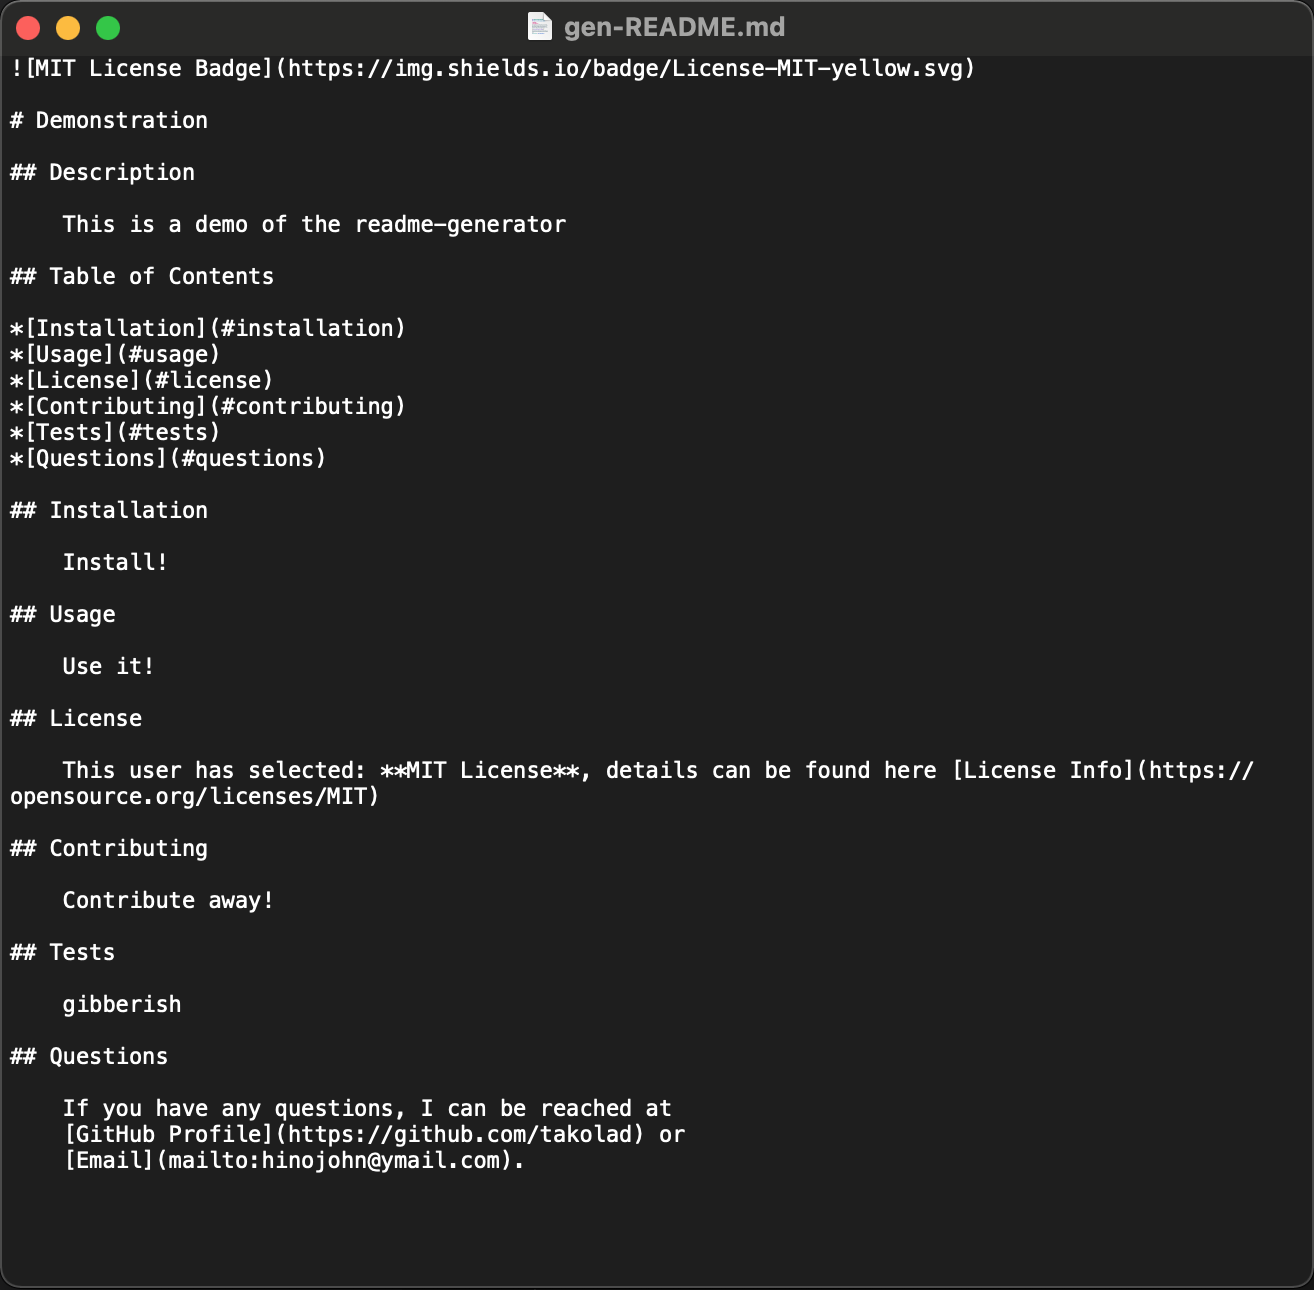 gen-README.md
![MIT License Badge](https://img.shields.io/badge/License-MIT-yellow.svg)

# Demonstration

## Description

    This is a demo of the readme-generator

## Table of Contents

*[Installation](#installation)
*[Usage](#usage)
*[License](#license)
*[Contributing](#contributing)
*[Tests](#tests)
*[Questions](#questions)

## Installation

    Install!

## Usage

    Use it!

## License

    This user has selected: **MIT License**, details can be found here [License Info](https://
opensource.org/licenses/MIT)

## Contributing

    Contribute away!

## Tests

    gibberish

## Questions

    If you have any questions, I can be reached at
    [GitHub Profile](https://github.com/takolad) or
    [Email](mailto:hinojohn@ymail.com).